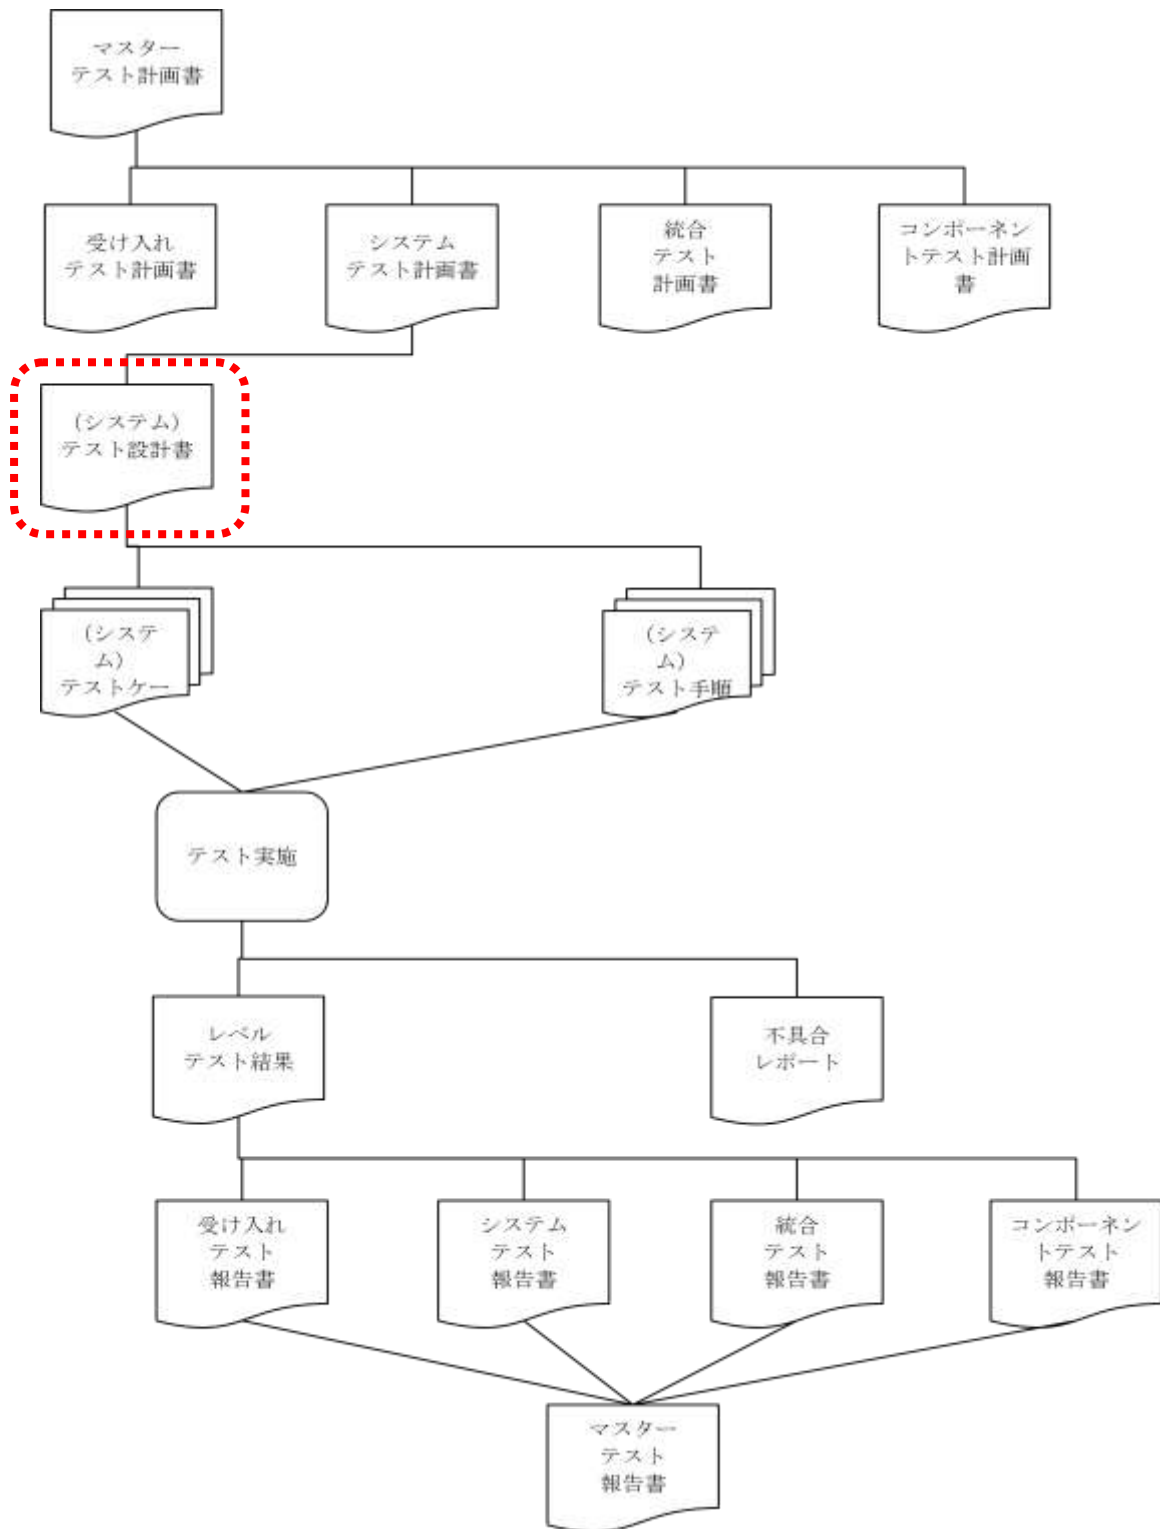 マスター
テスト計画書
受け入れ
テスト計画書
システム
テスト計画書
統合
テスト
計画書
コンポーネン
トテスト計画
書
(システム)
テスト設計書
(システ
ム)
テストケー
(システ
ム)
テスト手順
テスト実施
レベル
テスト結果
不具合
レポート
受け入れ
テスト
報告書
システム
テスト
報告書
統合
テスト
報告書
コンポーネン
トテスト
報告書
マスター
テスト
報告書